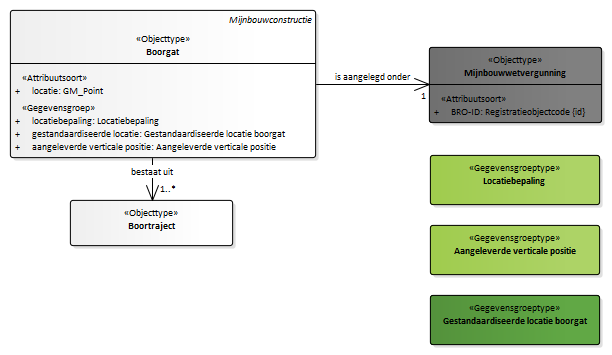 Mijnbouwconstructie
«Objecttype»
Boorgat
«Attribuutsoort»
+ locatie: GM_Point
«Gegevensgroep»
+ locatiebepaling: Locatiebepaling
+ gestandaardiseerde locatie: Gestandaardiseerde locatie boorgat
+ aangeleverde verticale positie: Aangeleverde verticale positie
is aangelegd onder
1
«Objecttype»
Mijnbouwwetvergunning
«Attribuutsoort»
+ BRO-ID: Registratieobjectcode {id}
bestaat uit
1..*
«Objecttype»
Boortraject
«Gegevensgroeptype»
Locatiebepaling
«Gegevensgroeptype»
Aangeleverde verticale positie
«Gegevensgroeptype»
Gestandaardiseerde locatie boorgat